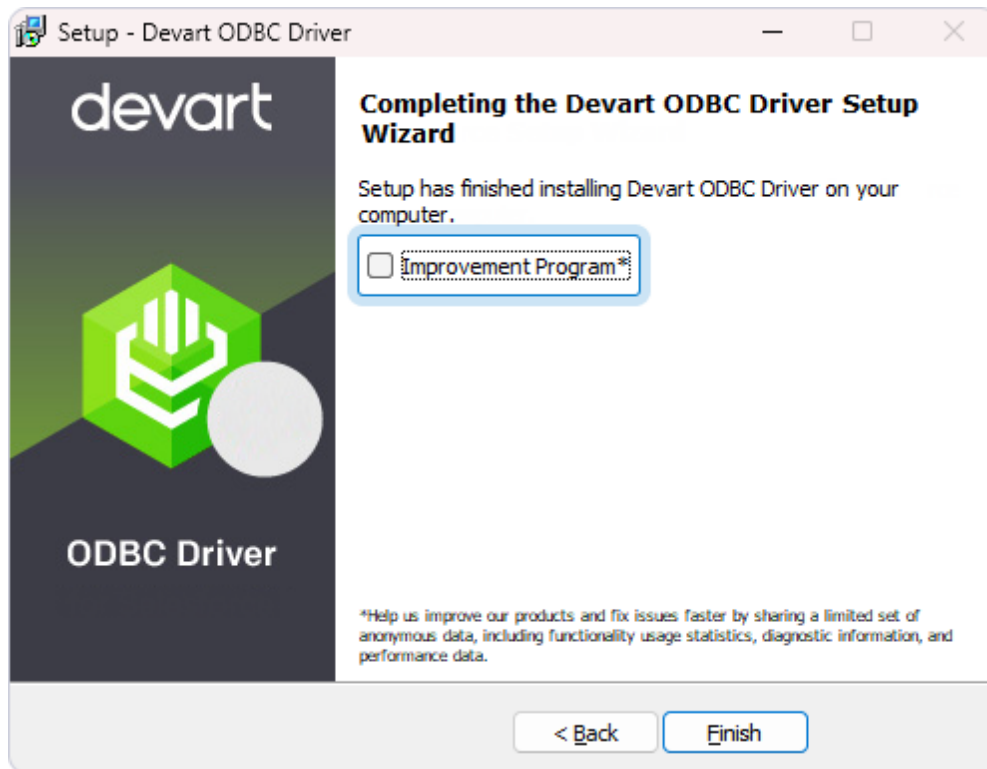 Setup - Devart ODBC Driver
devart
Completing the Devart ODBC Driver Setup
Wizard
Setup has finished installing Devart ODBC Driver on your
computer.
Improvement Program*
ODBC Driver
*Help us improve our products and fix issues faster by sharing a limited set of
anonymous data, including functionality usage statistics, diagnostic information, and
performance data.
< Back
Finish